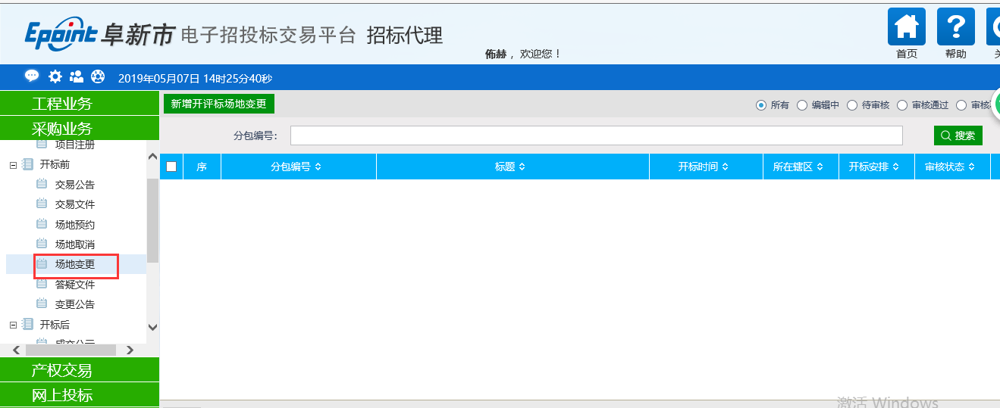 Epoint 阜新市 电子招投标交易平台 招标代理
首页
帮助
，欢迎您！
2019年05月07日 14时25分40秒
工程业务
采购业务
项目注册
开标前
交易公告
交易文件
场地预约
场地取消
场地变更
答疑文件
变更公告
开标后
成交公示
产权交易
网上投标
新增开评标场地变更
所有 编辑中 待审核 审核通过 审核
分包编号：
搜索
序 分包编号 标题 开标时间 所在辖区 开标安排 审核状态
激活 Windows